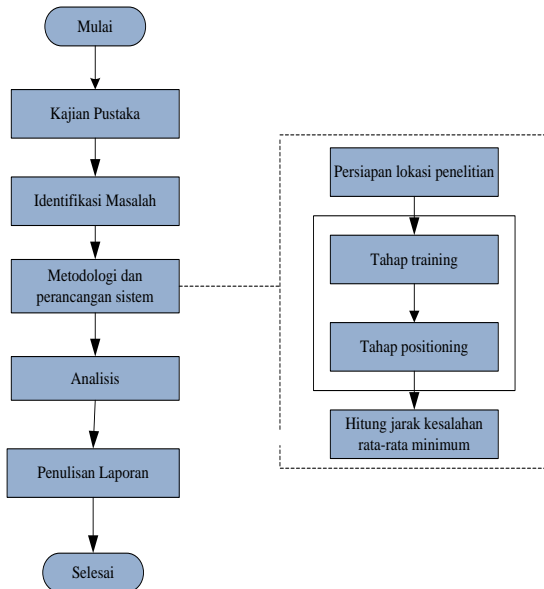 Mulai
Kajian Pustaka
Identifikasi Masalah
Metodologi dan
perancangan sistem
Analisis
Penulisan Laporan
Selesai
Persiapan lokasi penelitian
Tahap training
Tahap positioning
Hitung jarak kesalahan
rata-rata minimum